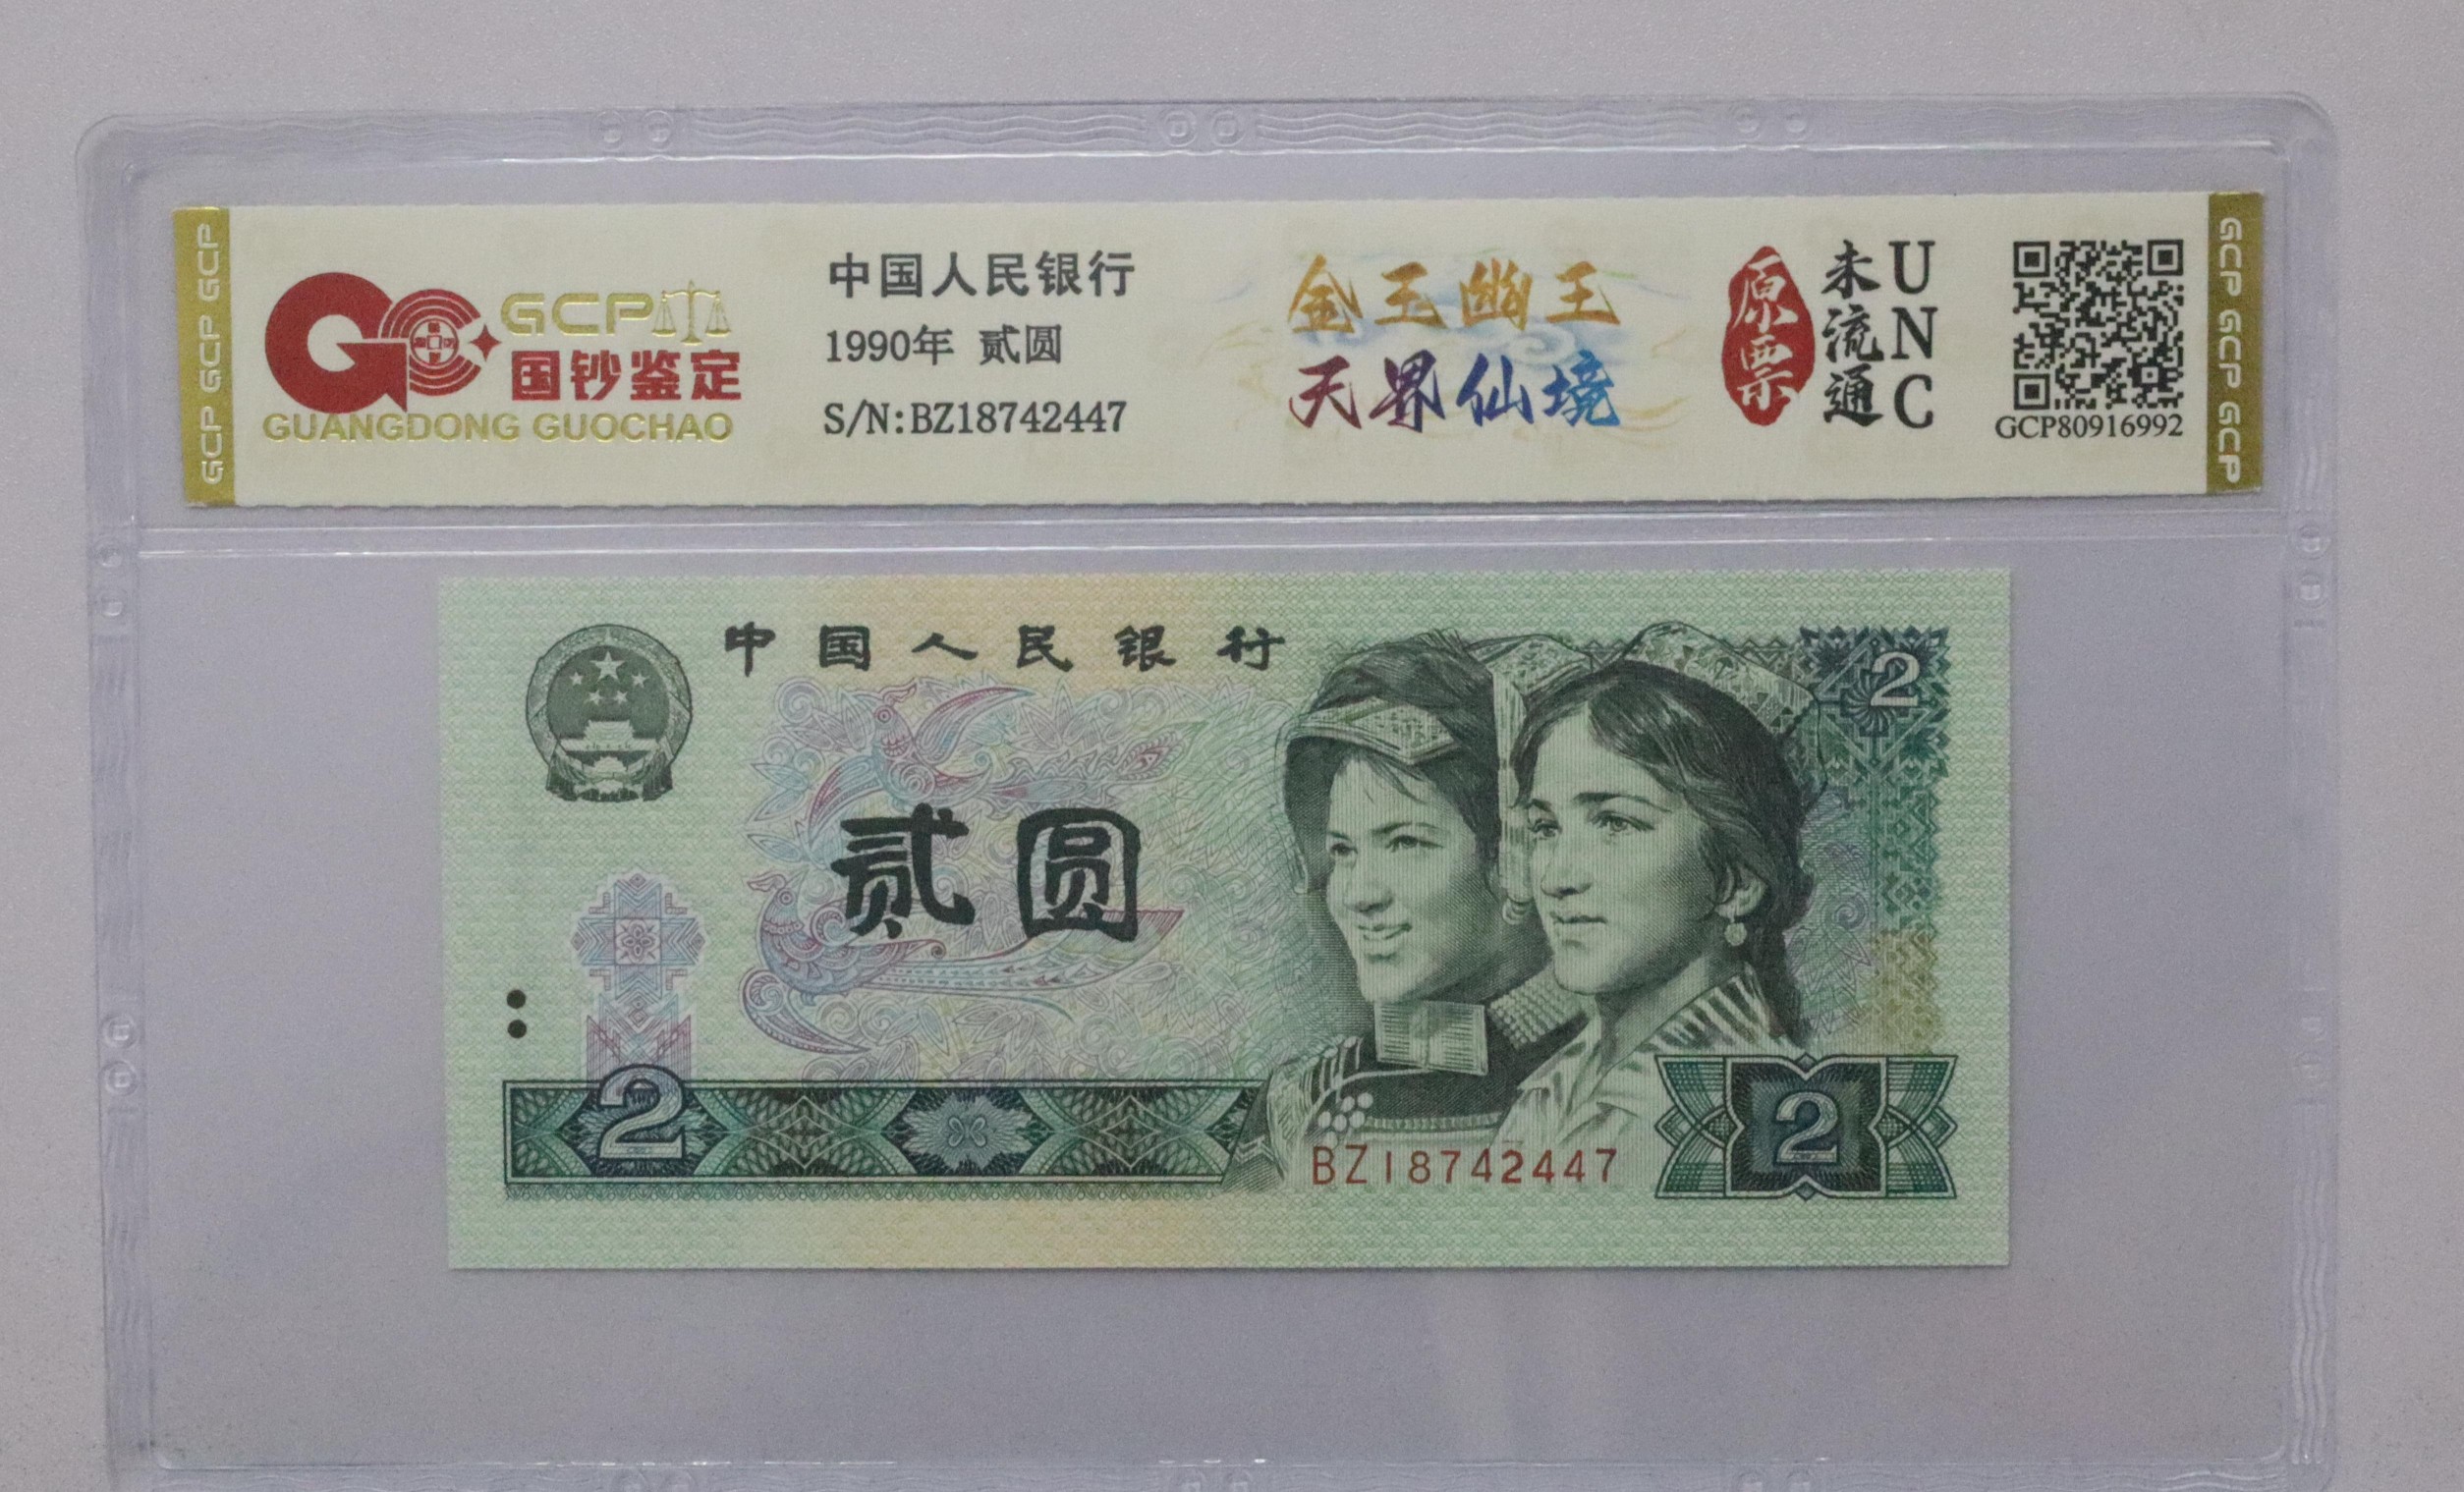 GCP GCP GCP
GCP
国钞鉴定
GUANGDONG GUOCHAO
中国人民银行
1990年 贰圆
S/N:BZ18742447
金玉幽王
天界仙境
原票
未流通
UNC
GCP80916992
GCP GCP GCP
中国人民银行
2
贰圆
2
BZ18742447
2